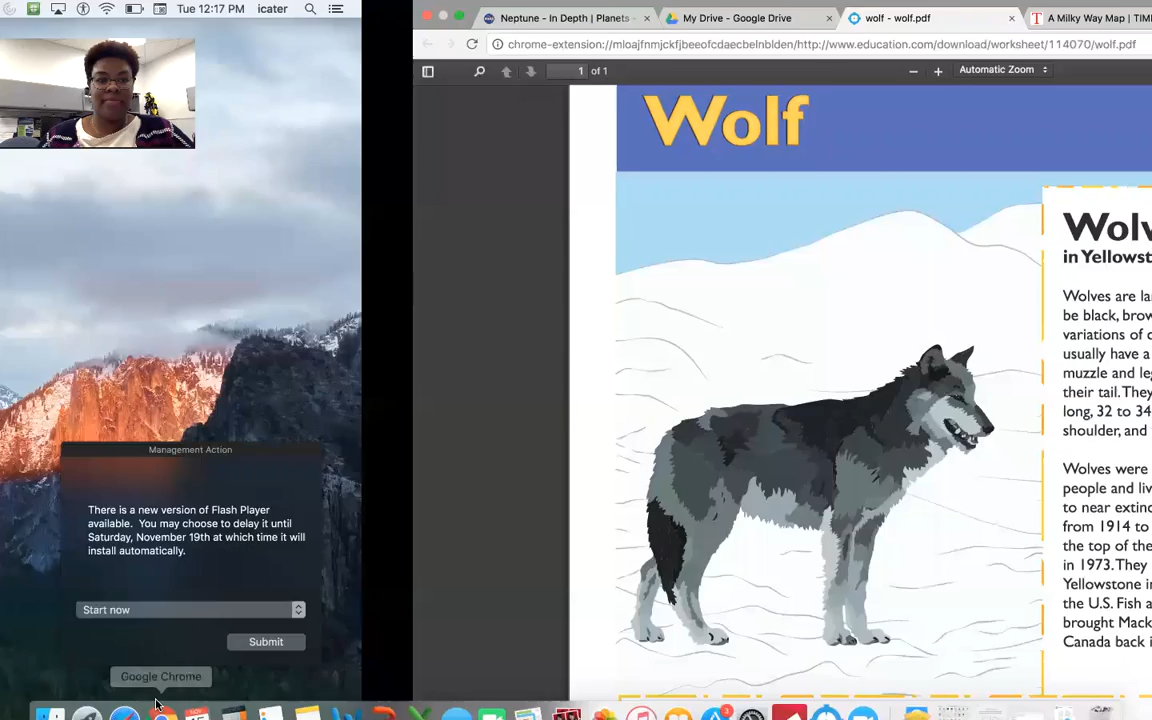 Tue 12:17 PM icater
Management Action
There is a new version of Flash Player
available. You may choose to delay it until
Saturday, November 19th at which time it will
install automatically.
Start now
Submit
Google Chrome
Neptune - In Depth | Planets -
My Drive - Google Drive
wolf - wolf.pdf
A Milky Way Map | TIM
chrome-extension://mloajfnmjckfjbeeofcdaecbelnblden/http://www.education.com/download/worksheet/114070/wolf.pdf
1 of 1
Automatic Zoom
Wolf
Wolv
in Yellowst
Wolves are la
be black, brow
variations of c
usually have a
muzzle and leg
their tail. They
long, 32 to 34
shoulder, and
Wolves were
people and liv
to near extinc
from 1914 to
the top of the
in 1973. They
Yellowstone in
the U.S. Fish a
brought Mack
Canada back i